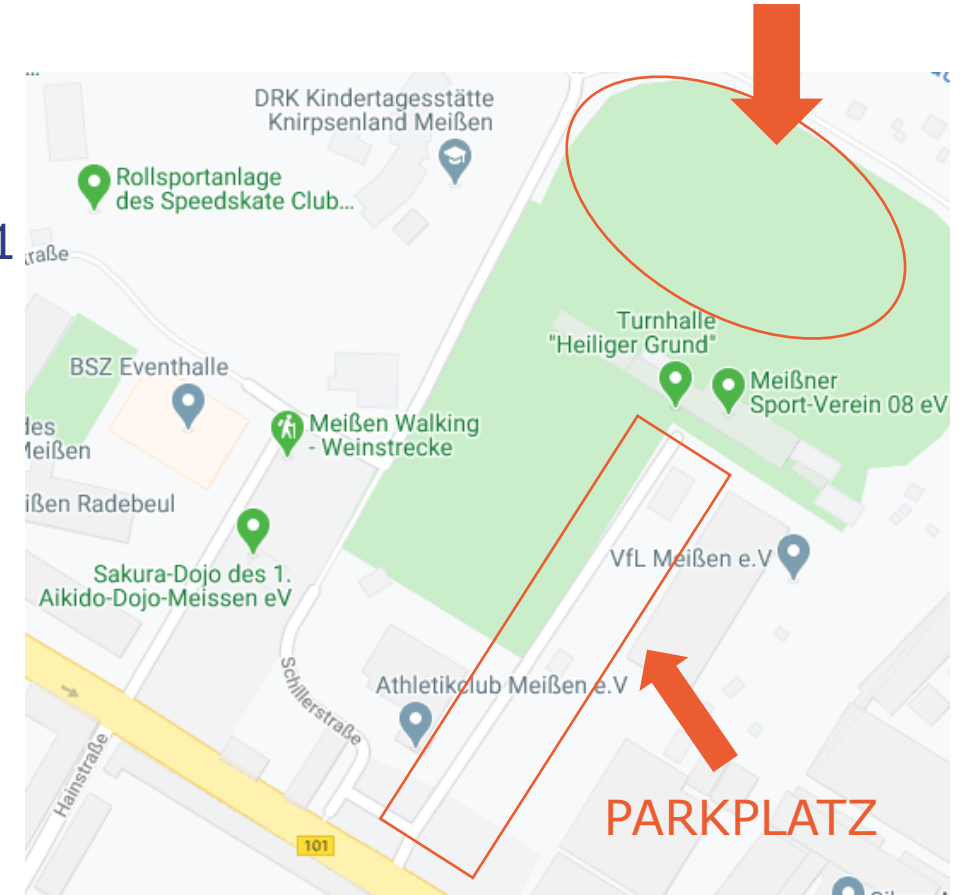 DRK Kindertagesstätte
Knirpsenland Meißen
Rollsportanlage
des Speedskate Club...
1
traße
Turnhalle
"Heiliger Grund"
BSZ Eventhalle
Meißner
Sport-Verein 08 eV
Meißen Walking
- Weinstrecke
des
Meißen
ißen Radebeul
Sakura-Dojo des 1.
Aikido-Dojo-Meissen eV
VfL Meißen e.V
Schillerstraße
Athletikclub Meißen e.V
Hainstraße
101
PARKPLATZ